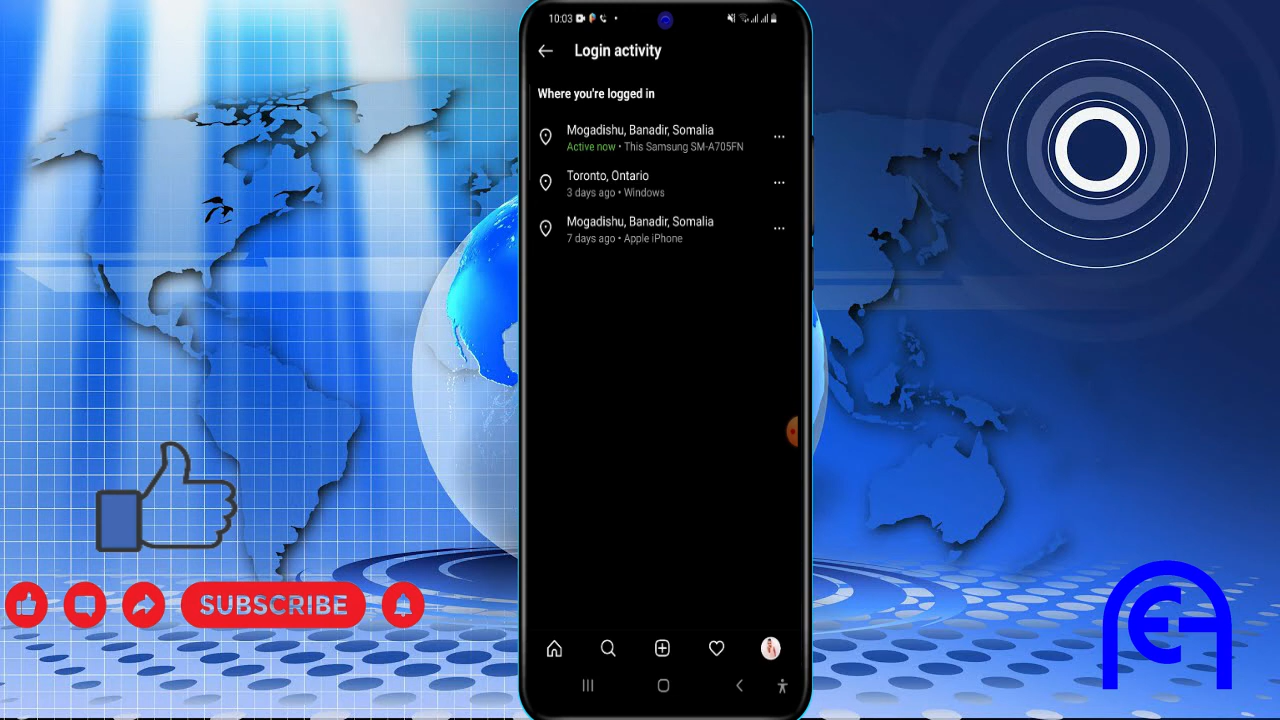 10:03
Login activity
Where you're logged in
Mogadishu, Banadir, Somalia
Active now • This Samsung SM-A705FN
Toronto, Ontario
3 days ago • Windows
Mogadishu, Banadir, Somalia
7 days ago • Apple iPhone
SUBSCRIBE